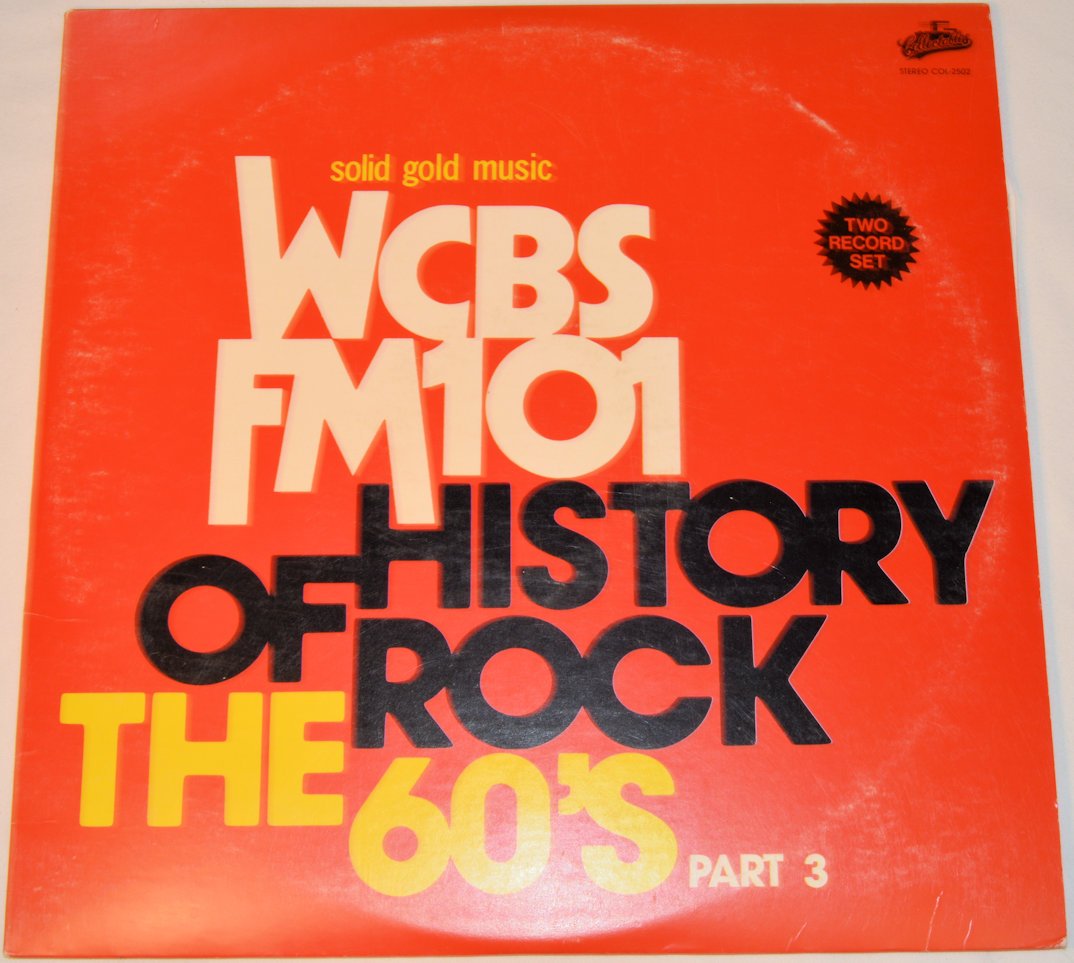 Collectables
STEREO COL-2502
solid gold music
WCBS
FM101
TWO
RECORD
SET
HISTORY
OF
ROCK
THE
60'S
PART 3